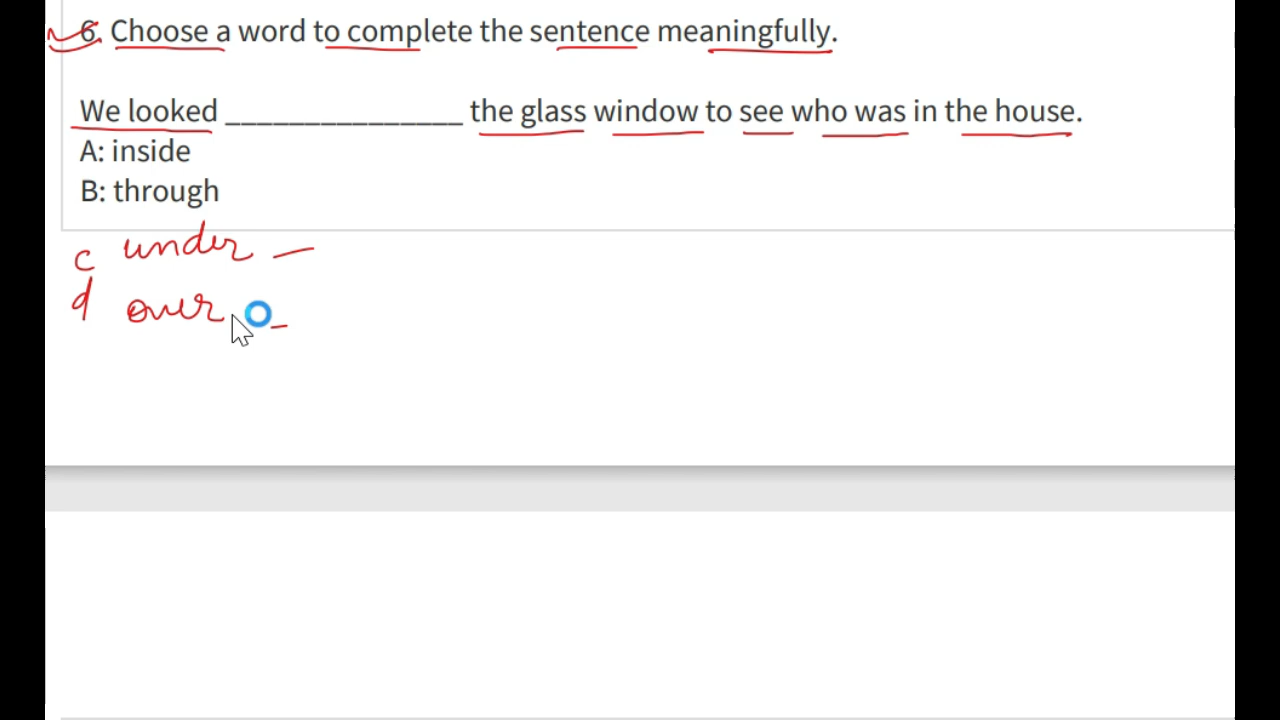 6. Choose a word to complete the sentence meaningfully.
We looked _______________ the glass window to see who was in the house.
A: inside
B: through
c under —
d over -